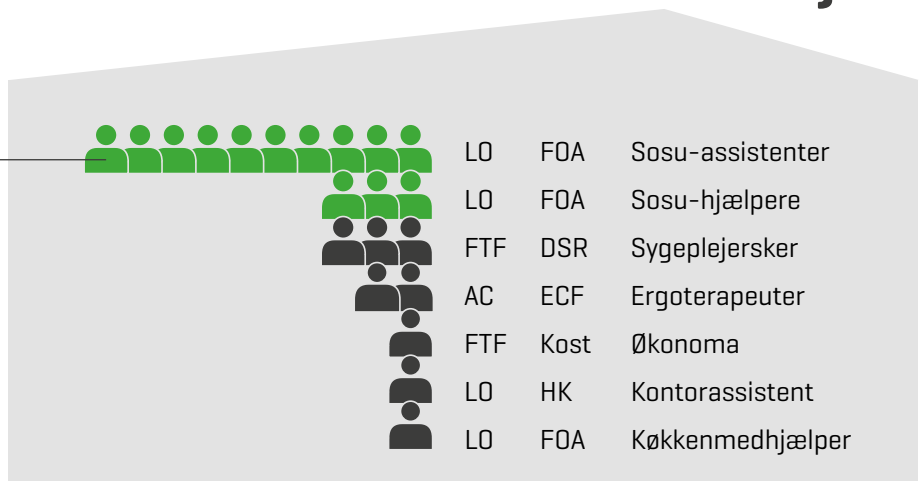 LO FOA Sosu-assistenter
LO FOA Sosu-hjælpere
FTF DSR Sygeplejersker
AC ECF Ergoterapeuter
FTF Kost Økonoma
LO HK Kontorassistent
LO FOA Køkkenmedhjælper